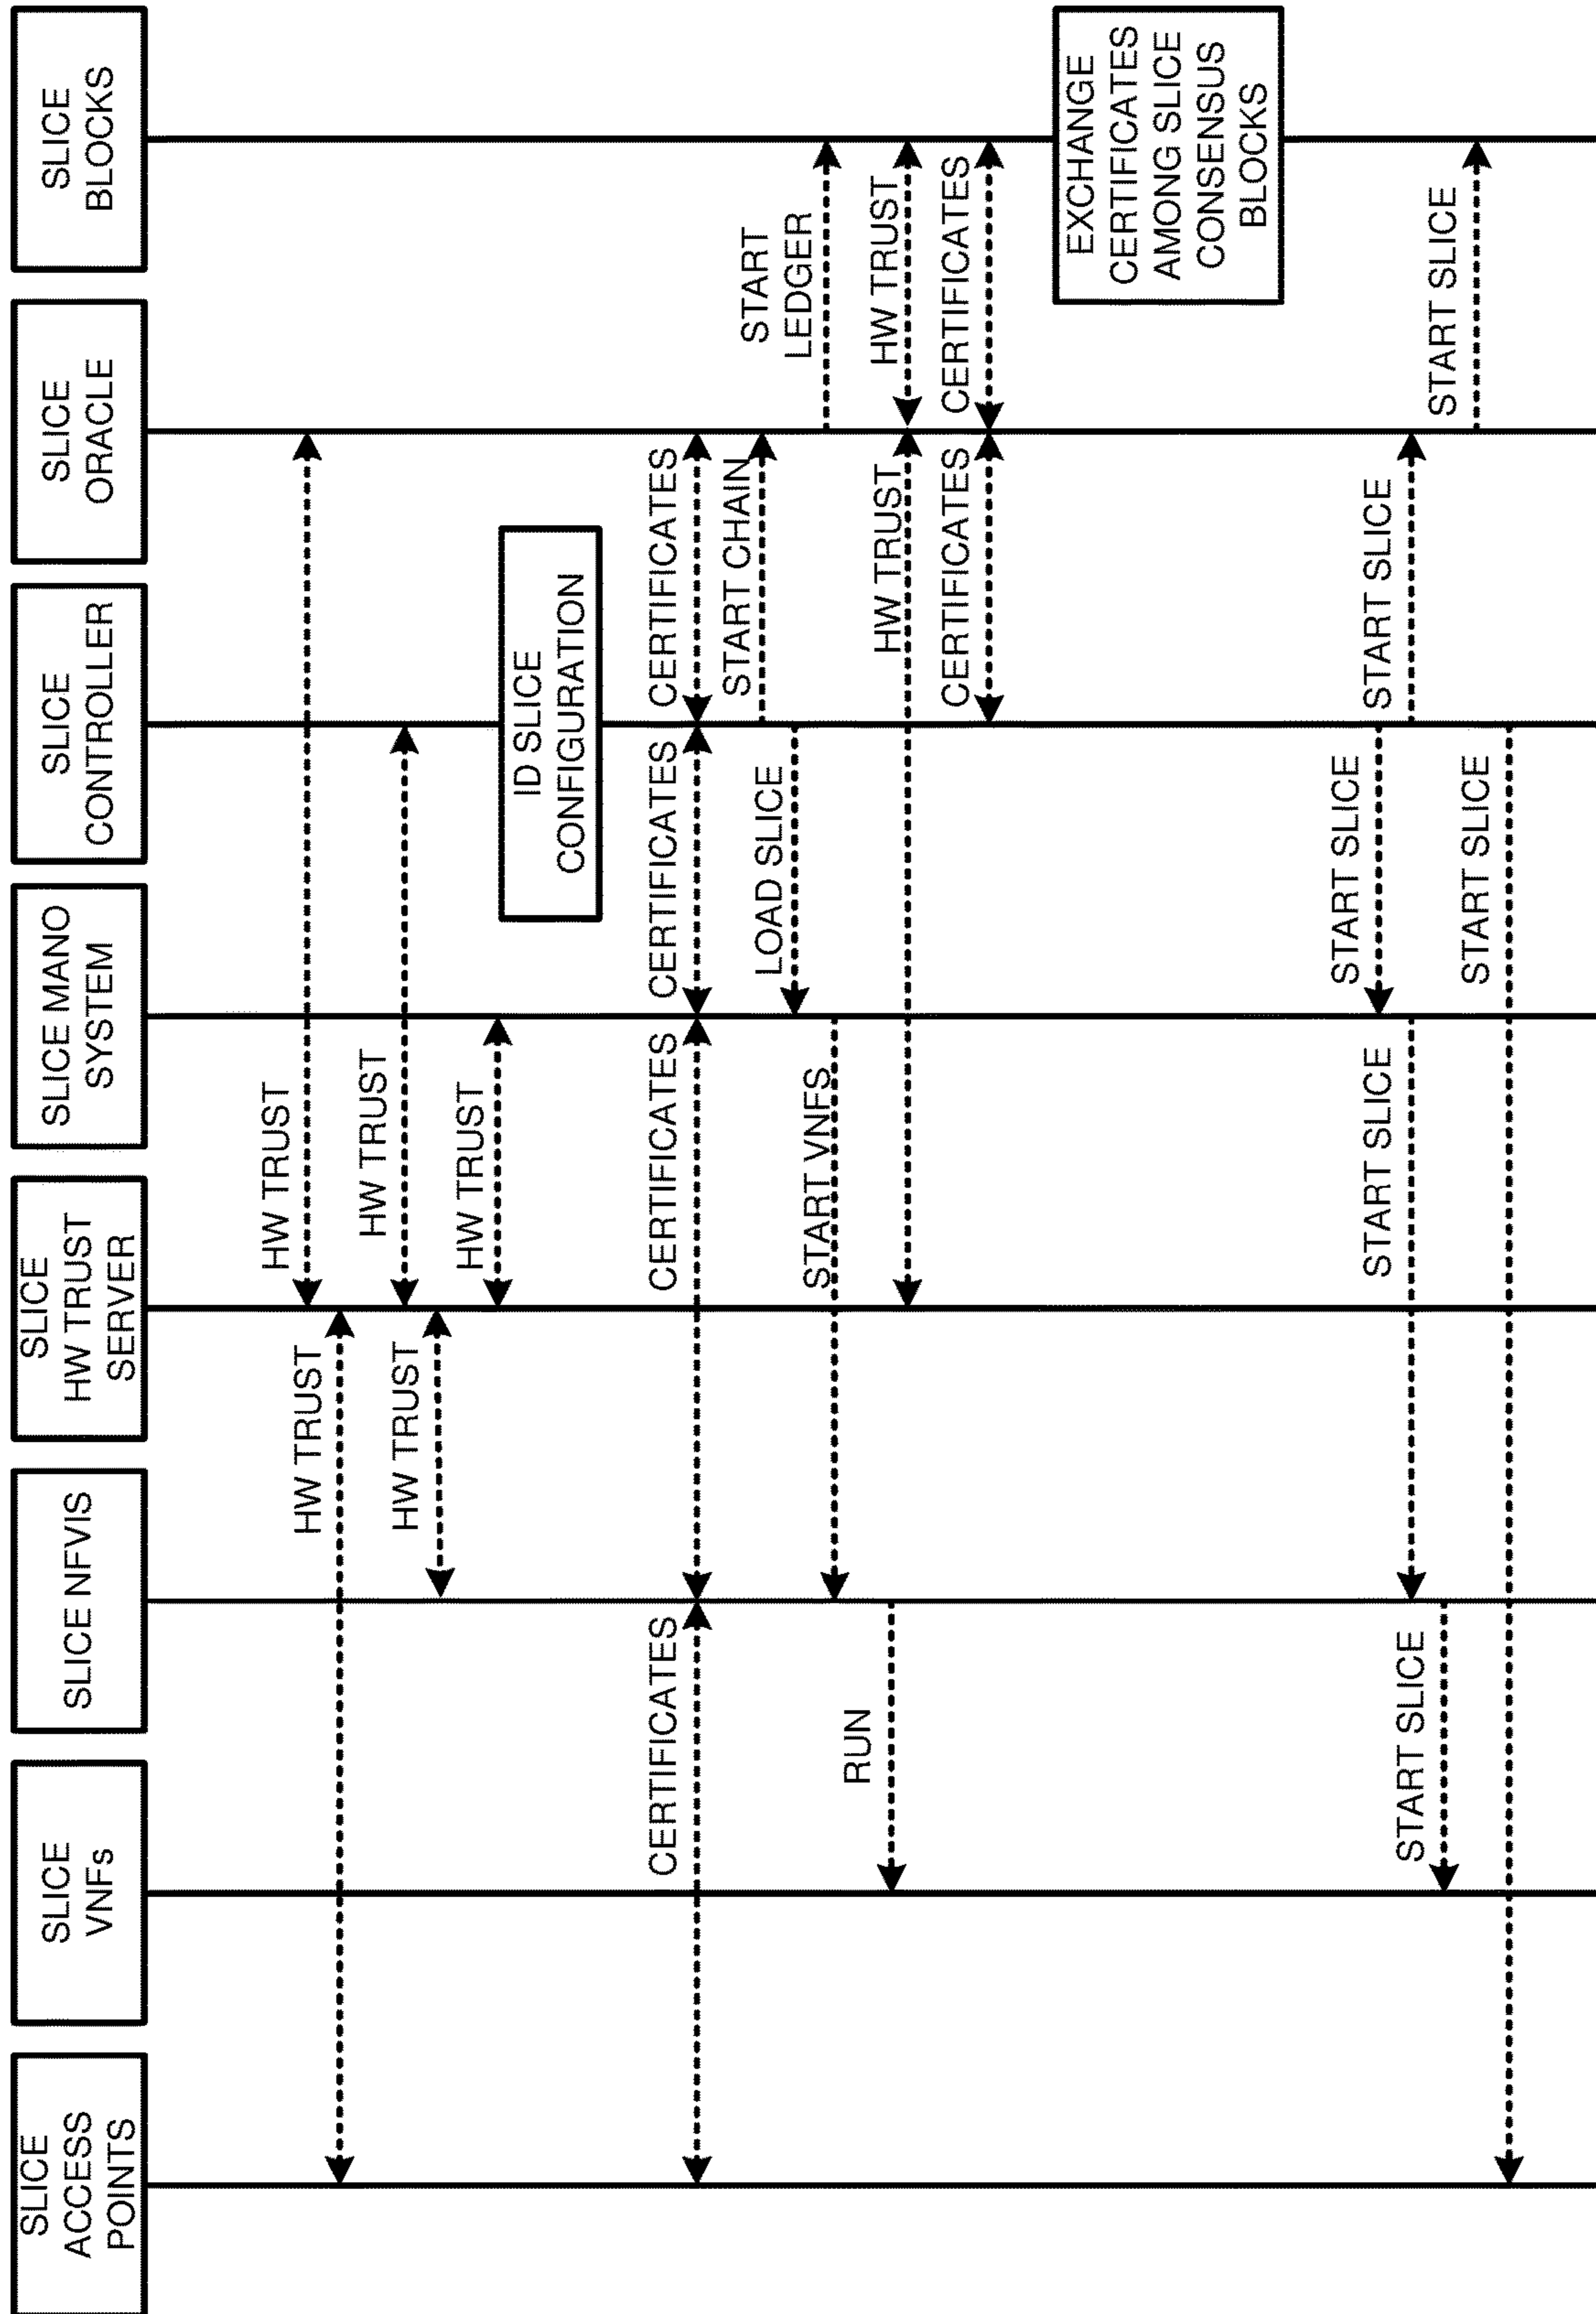 SLICE
ACCESS
POINTS
SLICE
VNFs
SLICE NFVIS
SLICE
HW TRUST
SERVER
SLICE MANO
SYSTEM
SLICE
CONTROLLER
SLICE
ORACLE
SLICE
BLOCKS
HW TRUST
HW TRUST
HW TRUST
HW TRUST
HW TRUST
ID SLICE
CONFIGURATION
CERTIFICATES
CERTIFICATES
CERTIFICATES
CERTIFICATES
START CHAIN
START
LEDGER
LOAD SLICE
START VNFS
RUN
HW TRUST
HW TRUST
CERTIFICATES
CERTIFICATES
EXCHANGE
CERTIFICATES
AMONG SLICE
CONSENSUS
BLOCKS
START SLICE
START SLICE
START SLICE
START SLICE
START SLICE
START SLICE